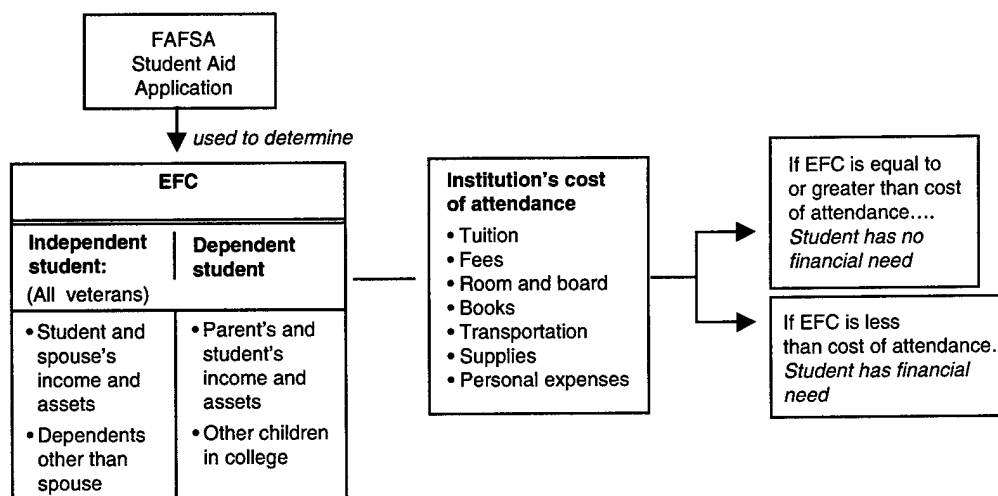 FAFSA
Student Aid
Application
used to determine
EFC
Independent
student:
(All veterans)
Dependent
student
• Student and
spouse's
income and
assets
• Dependents
other than
spouse
• Parent's and
student's
income and
assets
• Other children
in college
Institution's cost
of attendance
• Tuition
• Fees
• Room and board
• Books
• Transportation
• Supplies
• Personal expenses
If EFC is equal to
or greater than cost
of attendance....
Student has no
financial need
If EFC is less
than cost of attendance.
Student has financial
need